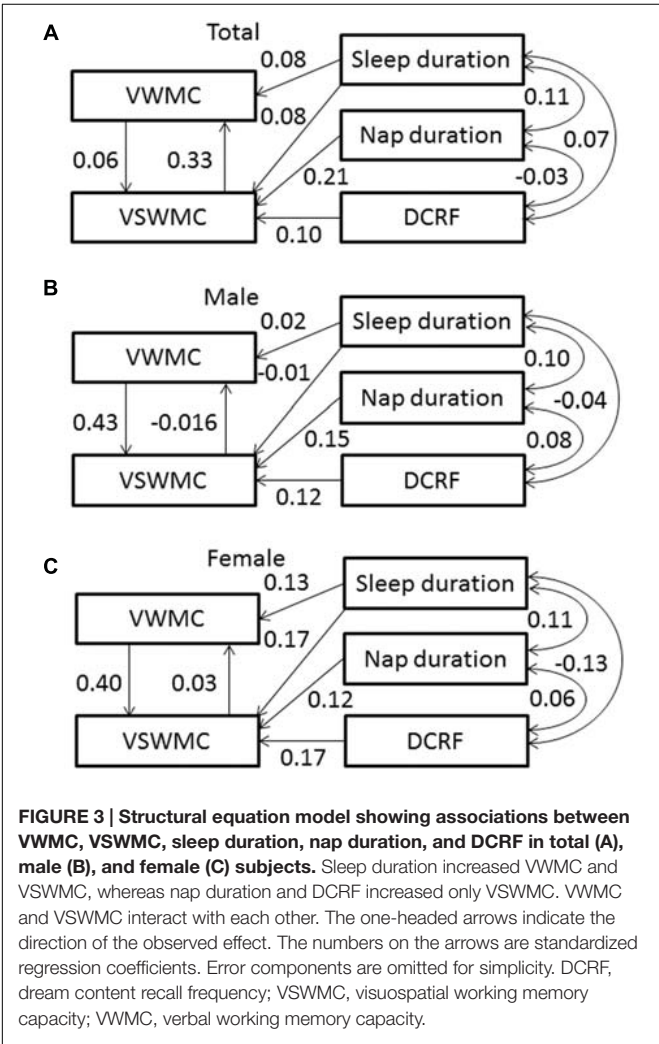 A
Total
0.08
Sleep duration
VWMC
0.08
0.11
0.07
Nap duration
0.06
0.33
0.21
-0.03
VSWMC
DCRF
0.10
B
Male
0.02
Sleep duration
VWMC
-0.01
0.10
Nap duration
-0.04
0.43
-0.016
0.15
0.08
VSWMC
DCRF
0.12
C
Female
0.13
Sleep duration
VWMC
0.17
0.11
Nap duration
-0.13
0.40
0.03
0.12
0.06
VSWMC
DCRF
0.17
FIGURE 3 | Structural equation model showing associations between
VWMC, VSWMC, sleep duration, nap duration, and DCRF in total (A),
male (B), and female (C) subjects. Sleep duration increased VWMC and
VSWMC, whereas nap duration and DCRF increased only VSWMC. VWMC
and VSWMC interact with each other. The one-headed arrows indicate the
direction of the observed effect. The numbers on the arrows are standardized
regression coefficients. Error components are omitted for simplicity. DCRF,
dream content recall frequency; VSWMC, visuospatial working memory
capacity; VWMC, verbal working memory capacity.